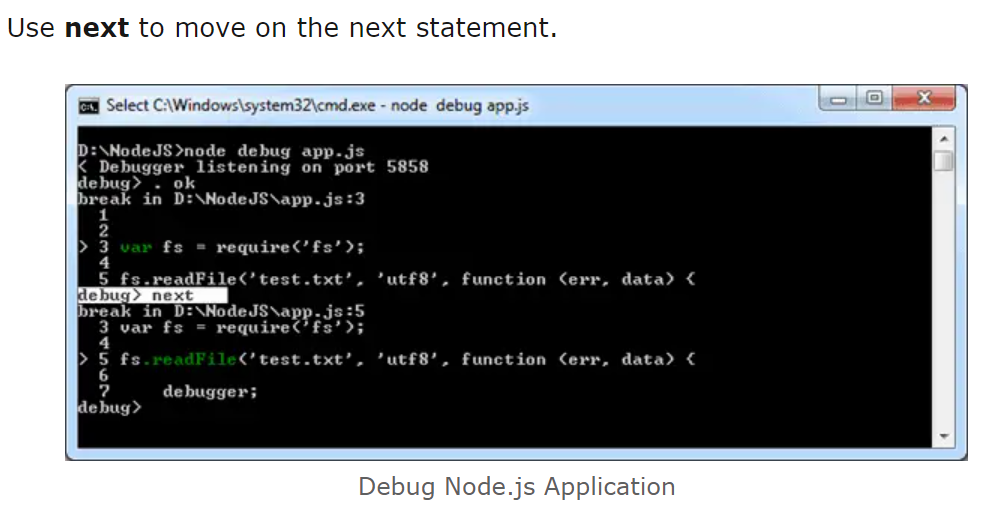 Use next to move on the next statement.
Select C:\Windows\system32\cmd.exe - node  debug app.js
D:\NodeJS>node debug app.js
< Debugger listening on port 5858
debug> . ok
break in D:\NodeJS\app.js:3
  1
  2
> 3 var fs = require('fs');
  4
  5 fs.readFile('test.txt', 'utf8', function (err, data) {
debug> next
break in D:\NodeJS\app.js:5
  3 var fs = require('fs');
  4
> 5 fs.readFile('test.txt', 'utf8', function (err, data) {
  6
  7     debugger;
debug>
Debug Node.js Application